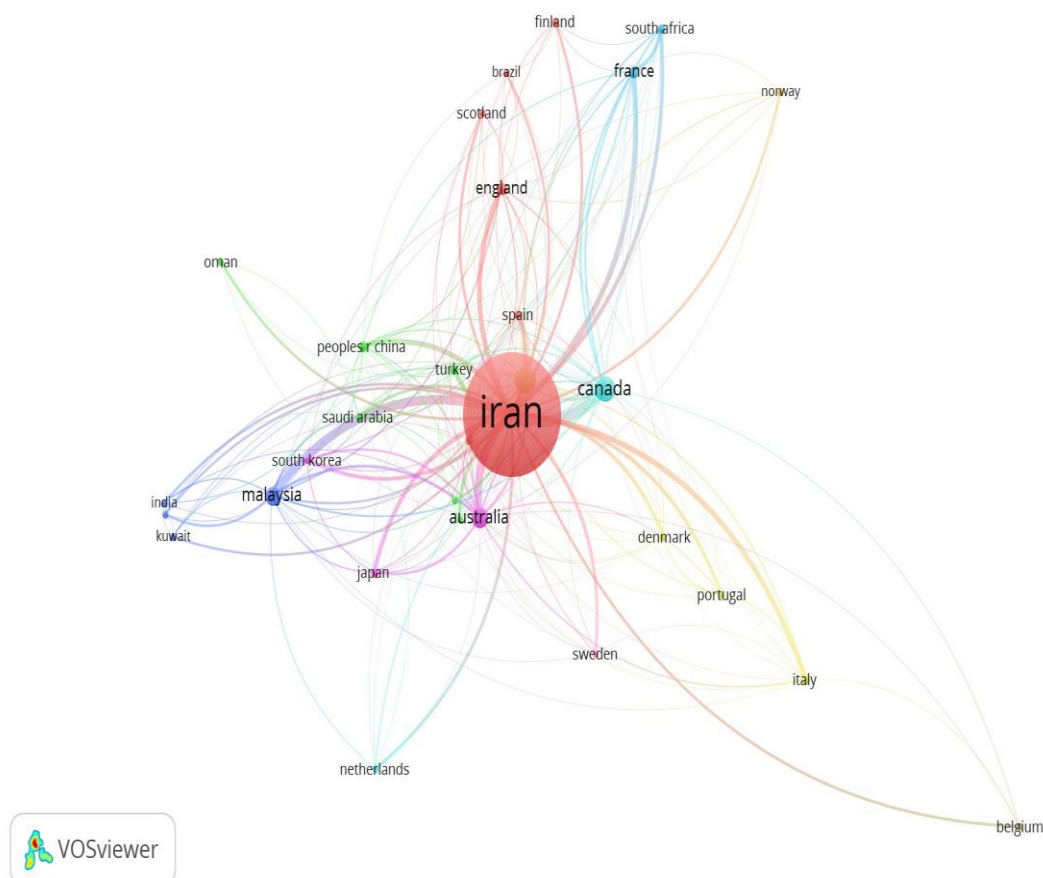 finland
south africa
brazil
france
norway
scotland
england
oman
spain
peoples r china
turkey
canada
iran
saudi arabia
south korea
malaysia
india
australia
kuwait
denmark
japan
portugal
sweden
italy
netherlands
belgium
VOSviewer